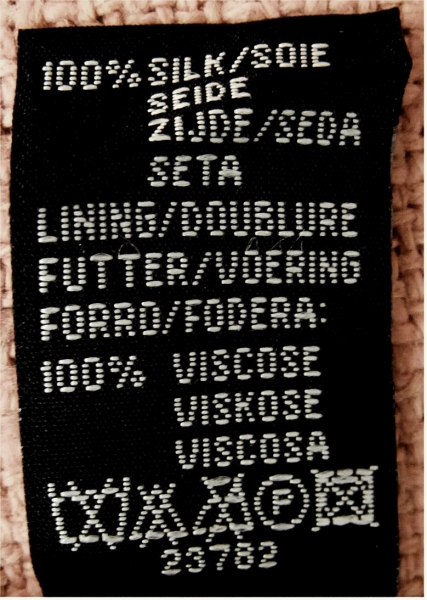 100% SILK/SOIE
SEIDE
ZIJDE/SEDA
SETA
LINING/DOUBLURE
FUTTER/VOERING
FORRO/FODERA:
100% VISCOSE
VISKOSE
VISCOSA
P
23782